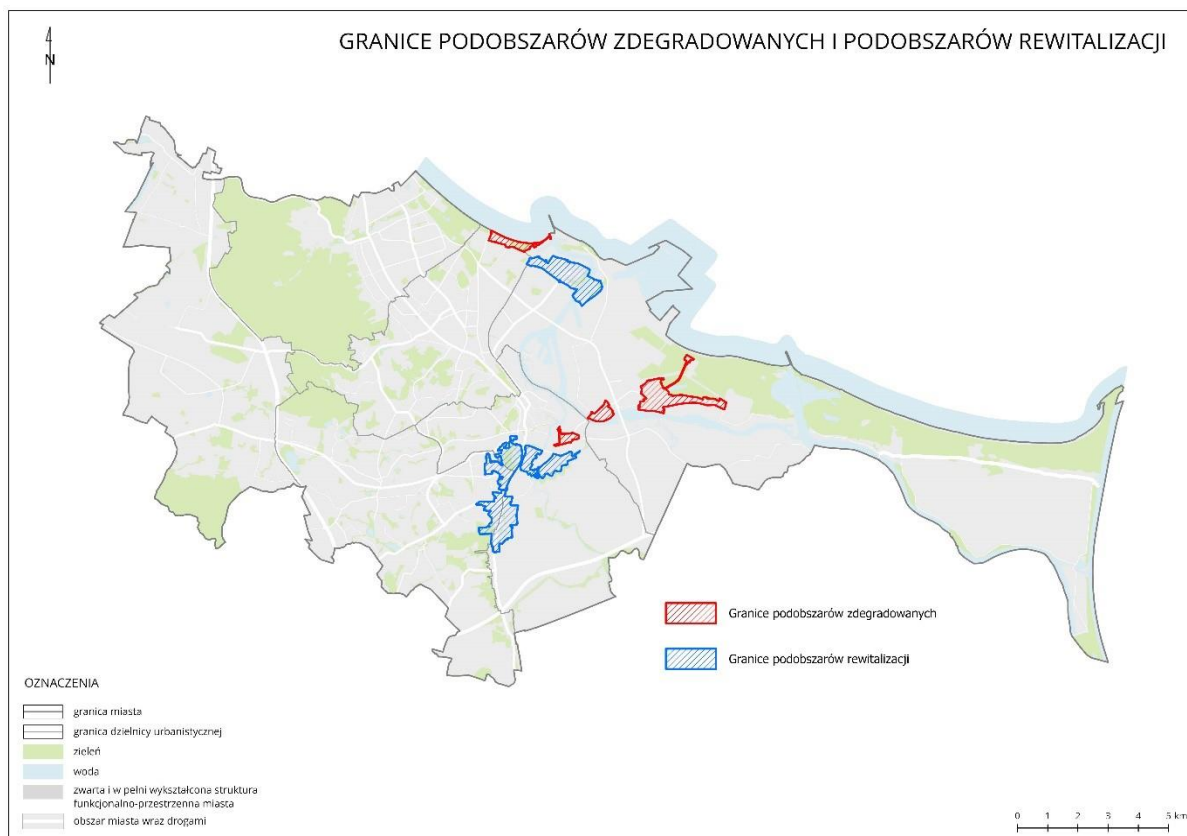 GRANICE PODOBSZARÓW ZDEGRADOWANYCH I PODOBSZARÓW REWITALIZACJI
N
Granice podobszarów zdegradowanych
Granice podobszarów rewitalizacji
OZNACZENIA
granica miasta
granica dzielnicy urbanistycznej
zieleń
woda
zwarta i w pełni wykształcona struktura
funkcjonalno-przestrzenna miasta
obszar miasta wraz drogami
0 1 2 3 4 5 km